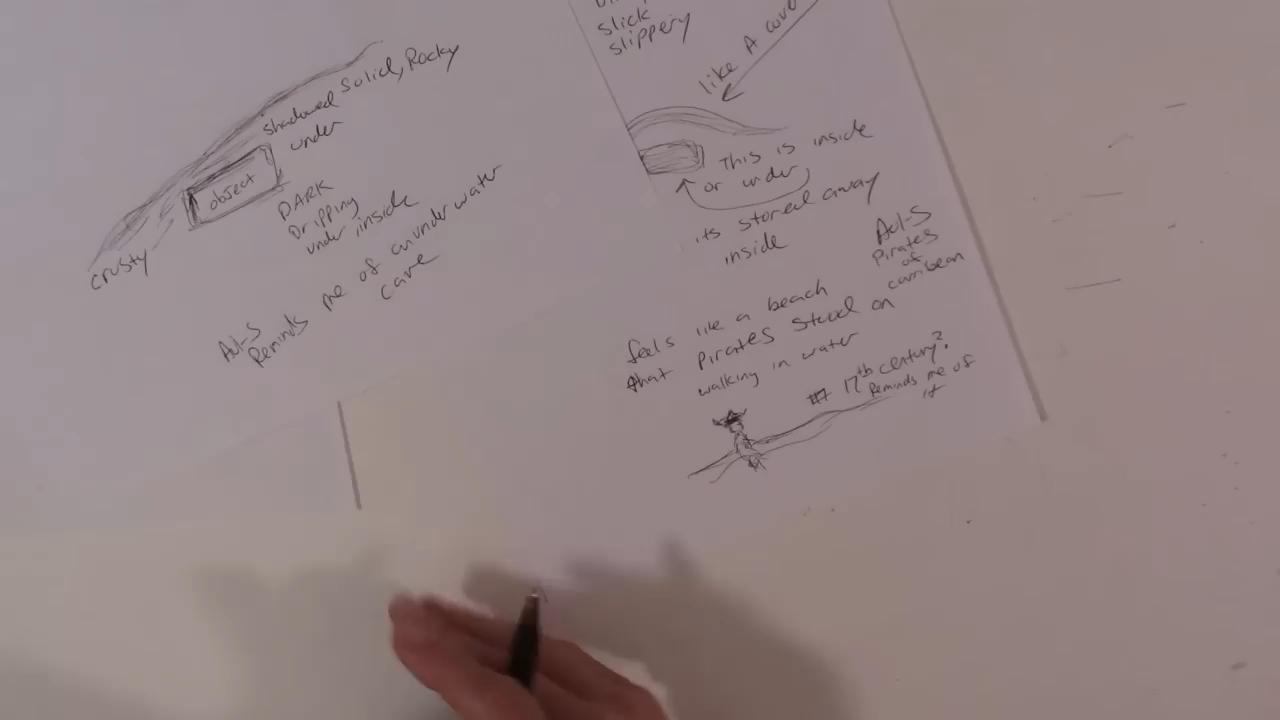 Solid, Rocky
shadowed
under
object
DARK
Dripping
under inside
crusty
Aol-S
Reminds me of an underwater
cave
slick
slippery
like A cove
This is inside
or under
its stored away
inside
Aol-S
Pirates
of
carribean
feels like a beach
that pirates stood on
walking in water
17th century?
Reminds me of
it